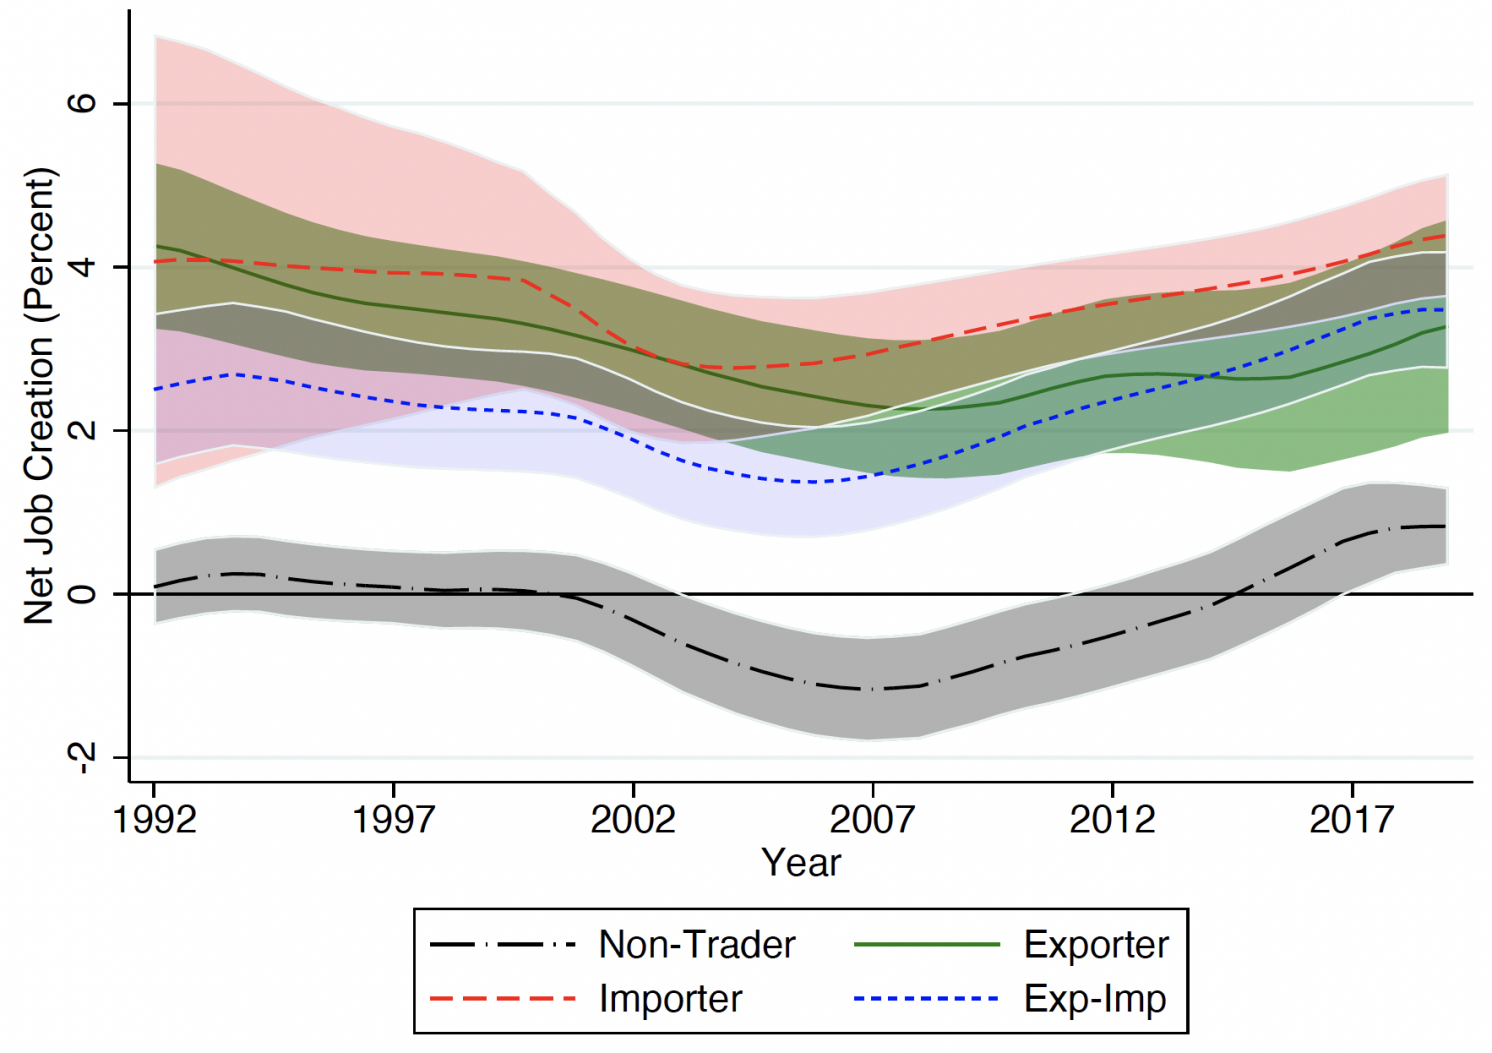 Net Job Creation (Percent)
6
4
2
0
-2
1992 1997 2002 2007 2012 2017
Year
Non-Trader Exporter
Importer Exp-Imp